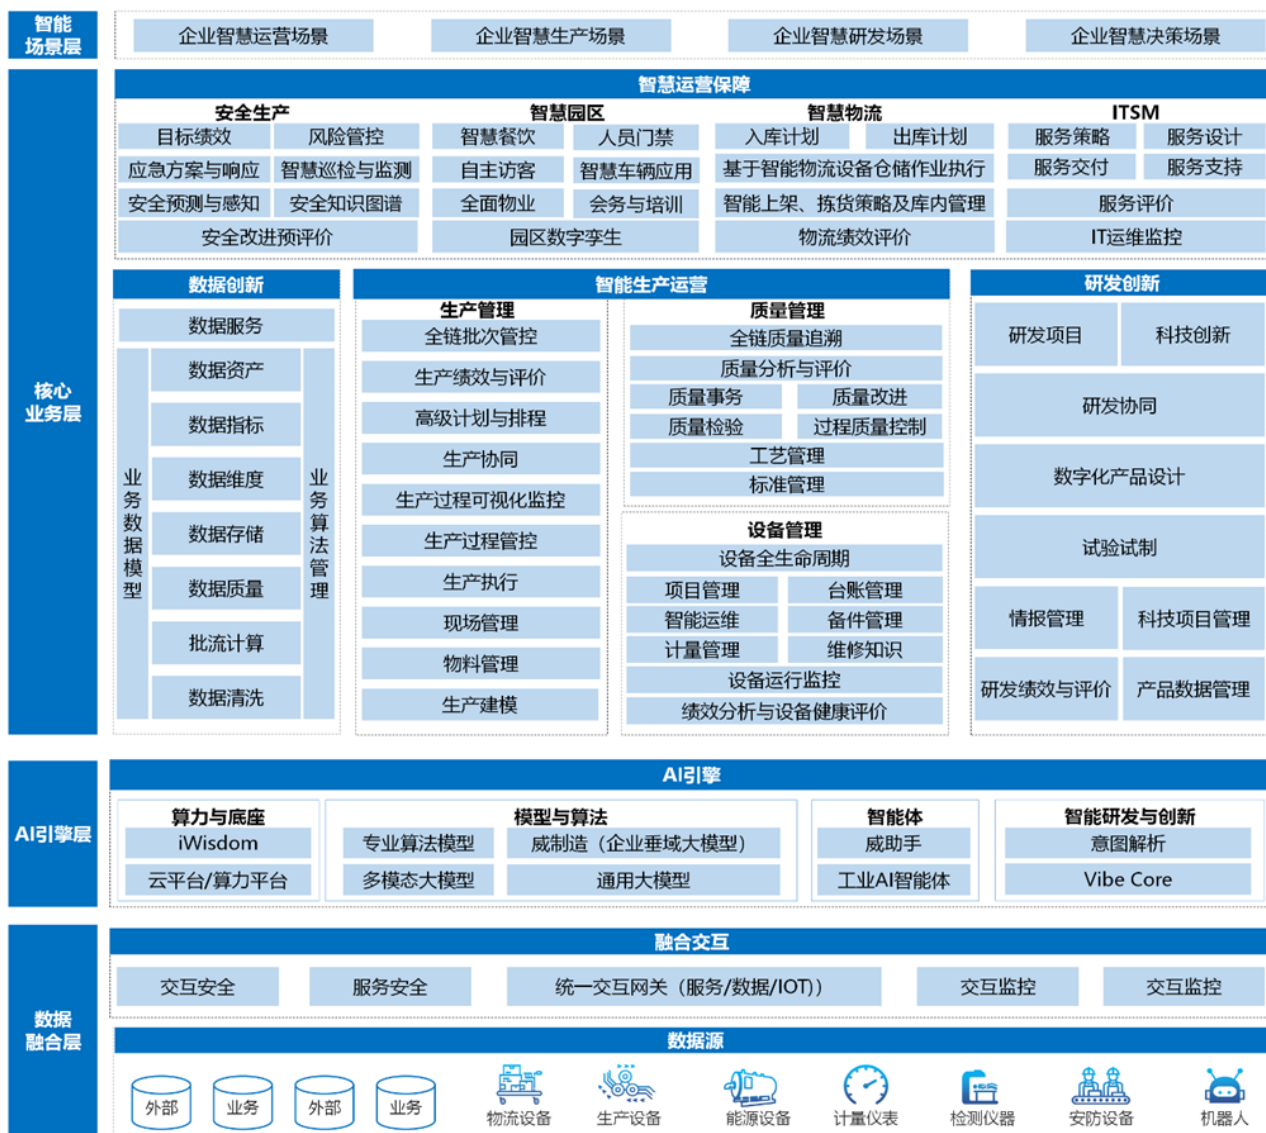 智能
场景层
企业智慧运营场景
企业智慧生产场景
企业智慧研发场景
企业智慧决策场景
核心
业务层
智慧运营保障
安全生产
目标绩效
风险管控
应急方案与响应
智慧巡检与监测
安全预测与感知
安全知识图谱
安全改进预评价
智慧园区
智慧餐饮
人员门禁
自主访客
智慧车辆应用
全面物业
会务与培训
园区数字孪生
智慧物流
入库计划
出库计划
基于智能物流设备仓储作业执行
智能上架、拣货策略及库内管理
物流绩效评价
ITSM
服务策略
服务设计
服务交付
服务支持
服务评价
IT运维监控
数据创新
数据服务
业务数据模型
数据资产
数据指标
数据维度
数据存储
数据质量
批流计算
数据清洗
业务算法管理
智能生产运营
生产管理
全链批次管控
生产绩效与评价
高级计划与排程
生产协同
生产过程可视化监控
生产过程管控
生产执行
现场管理
物料管理
生产建模
质量管理
全链质量追溯
质量分析与评价
质量事务
质量改进
质量检验
过程质量控制
工艺管理
标准管理
设备管理
设备全生命周期
项目管理
台账管理
智能运维
备件管理
计量管理
维修知识
设备运行监控
绩效分析与设备健康评价
研发创新
研发项目
科技创新
研发协同
数字化产品设计
试验试制
情报管理
科技项目管理
研发绩效与评价
产品数据管理
AI引擎层
AI引擎
算力与底座
iWisdom
云平台/算力平台
模型与算法
专业算法模型
威制造（企业垂域大模型）
多模态大模型
通用大模型
智能体
威助手
工业AI智能体
智能研发与创新
意图解析
Vibe Core
数据
融合层
融合交互
交互安全
服务安全
统一交互网关（服务/数据/IOT)）
交互监控
交互监控
数据源
外部
业务
外部
业务
物流设备
生产设备
能源设备
计量仪表
检测仪器
安防设备
机器人